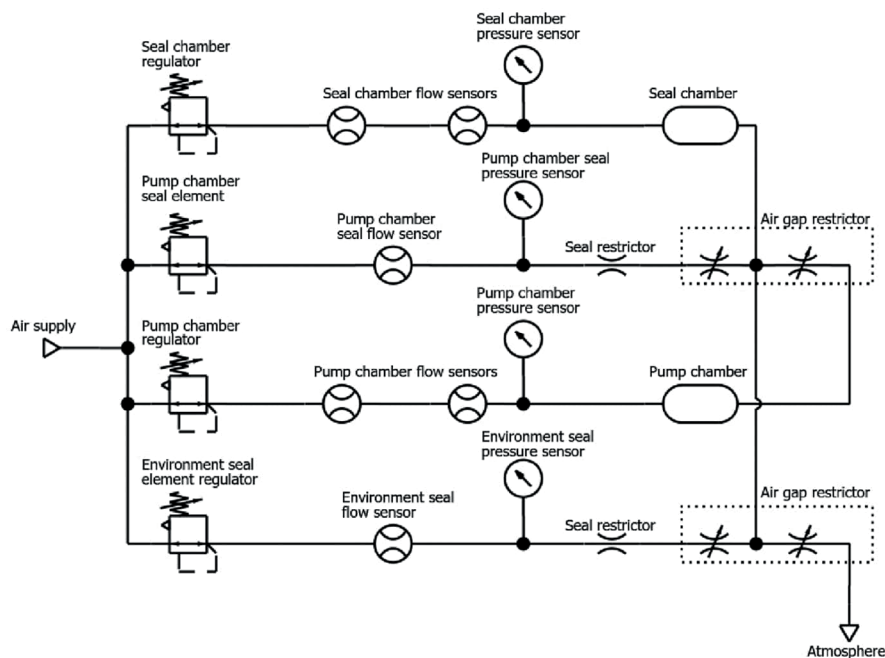 Seal chamber
pressure sensor
Seal chamber
regulator
Seal chamber flow sensors
Seal chamber
Pump chamber seal
pressure sensor
Pump chamber
seal element
Pump chamber
seal flow sensor
Seal restrictor
Air gap restrictor
Pump chamber
pressure sensor
Air supply
Pump chamber
regulator
Pump chamber flow sensors
Pump chamber
Environment seal
pressure sensor
Environment seal
element regulator
Environment seal
flow sensor
Seal restrictor
Air gap restrictor
Atmosphere